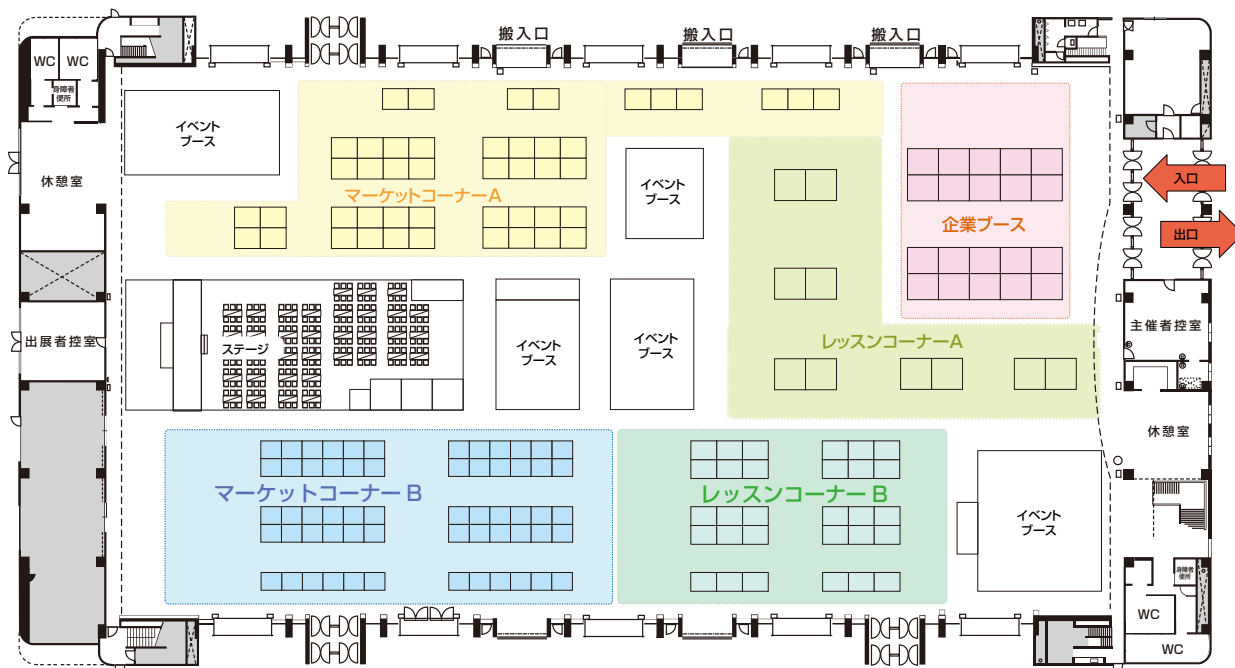 搬入口
搬入口
搬入口
WC
WC
身障者
便所
イベント
ブース
休憩室
マーケットコーナーA
イベント
ブース
入口
企業ブース
出口
出展者控室
ステージ
イベント
ブース
イベント
ブース
レッスンコーナーA
主催者控室
休憩室
マーケットコーナー B
レッスンコーナー B
イベント
ブース
身障者
便所
WC
WC